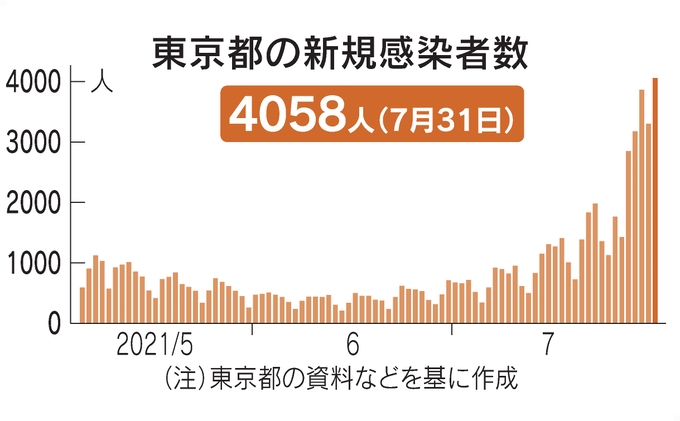 東京都の新規感染者数
4000 人
4058人(7月31日)
3000
2000
1000
0
2021/5 6 7
(注)東京都の資料などを基に作成